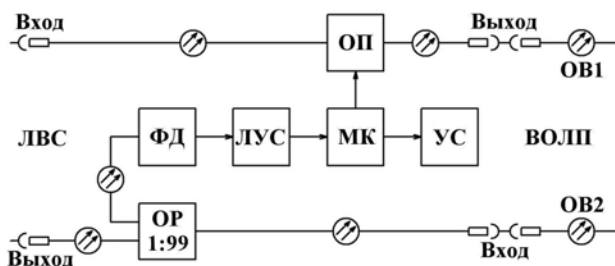 Вход
ОП
Выход
ОВ1
ЛВС
ФД
ЛУС
МК
УС
ВОЛП
ОР
1:99
ОВ2
Выход
Вход